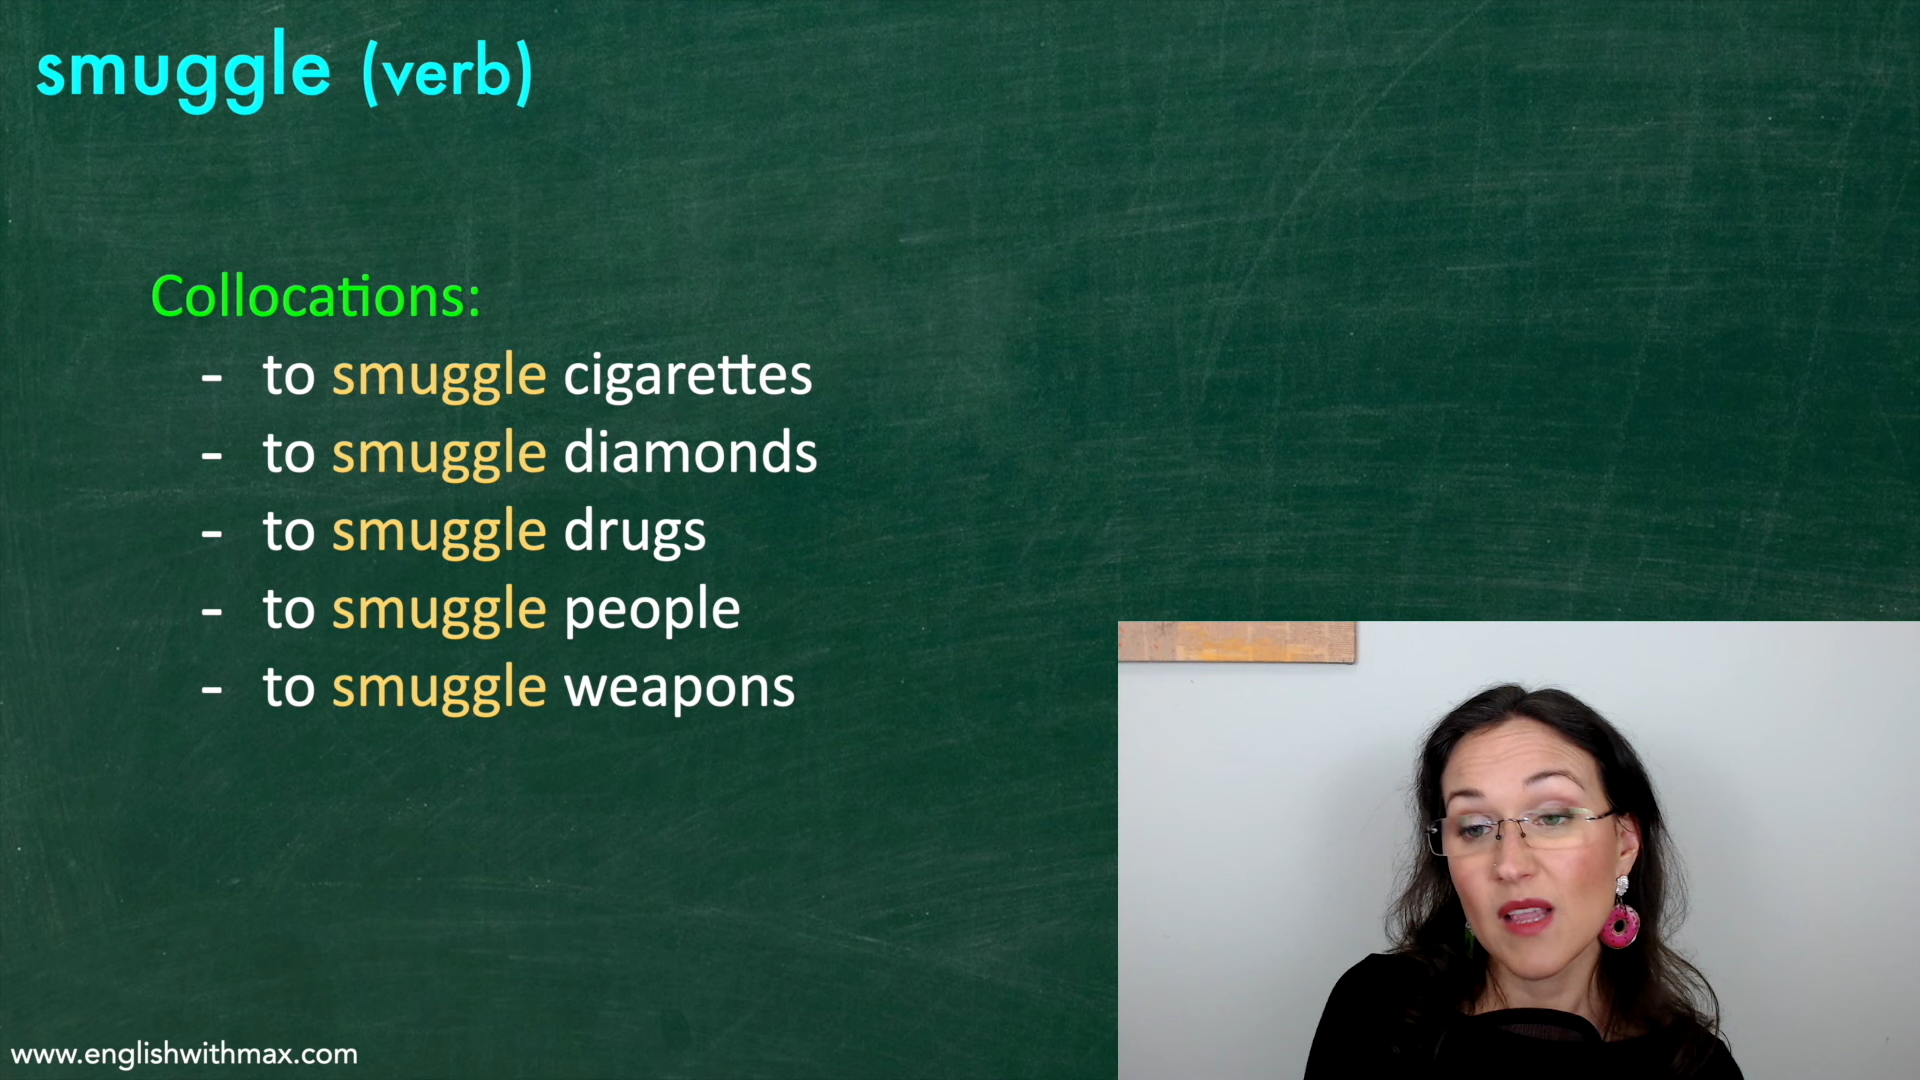 smuggle (verb)
Collocations:
- to smuggle cigarettes
- to smuggle diamonds
- to smuggle drugs
- to smuggle people
- to smuggle weapons
www.englishwithmax.com